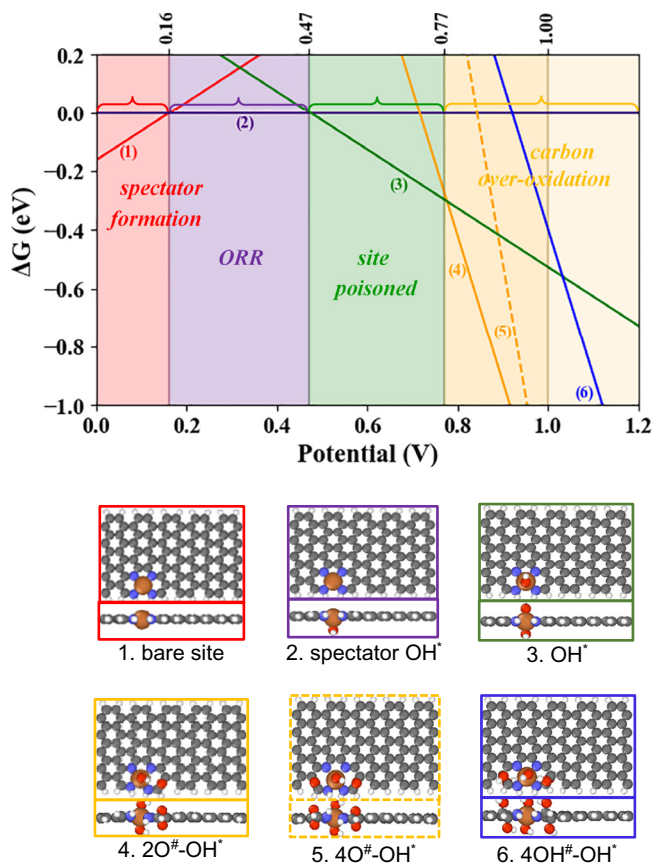 0.16 0.47 0.77 1.00
0.2
0.0
−0.2
−0.4
−0.6
−0.8
−1.0
ΔG (eV)
(1)
(2)
(3)
(4)
(5)
(6)
spectator
formation
ORR
site
poisoned
carbon
over-oxidation
0.0 0.2 0.4 0.6 0.8 1.0 1.2
Potential (V)
1. bare site
2. spectator OH*
3. OH*
4. 2O#-OH*
5. 4O#-OH*
6. 4OH#-OH*